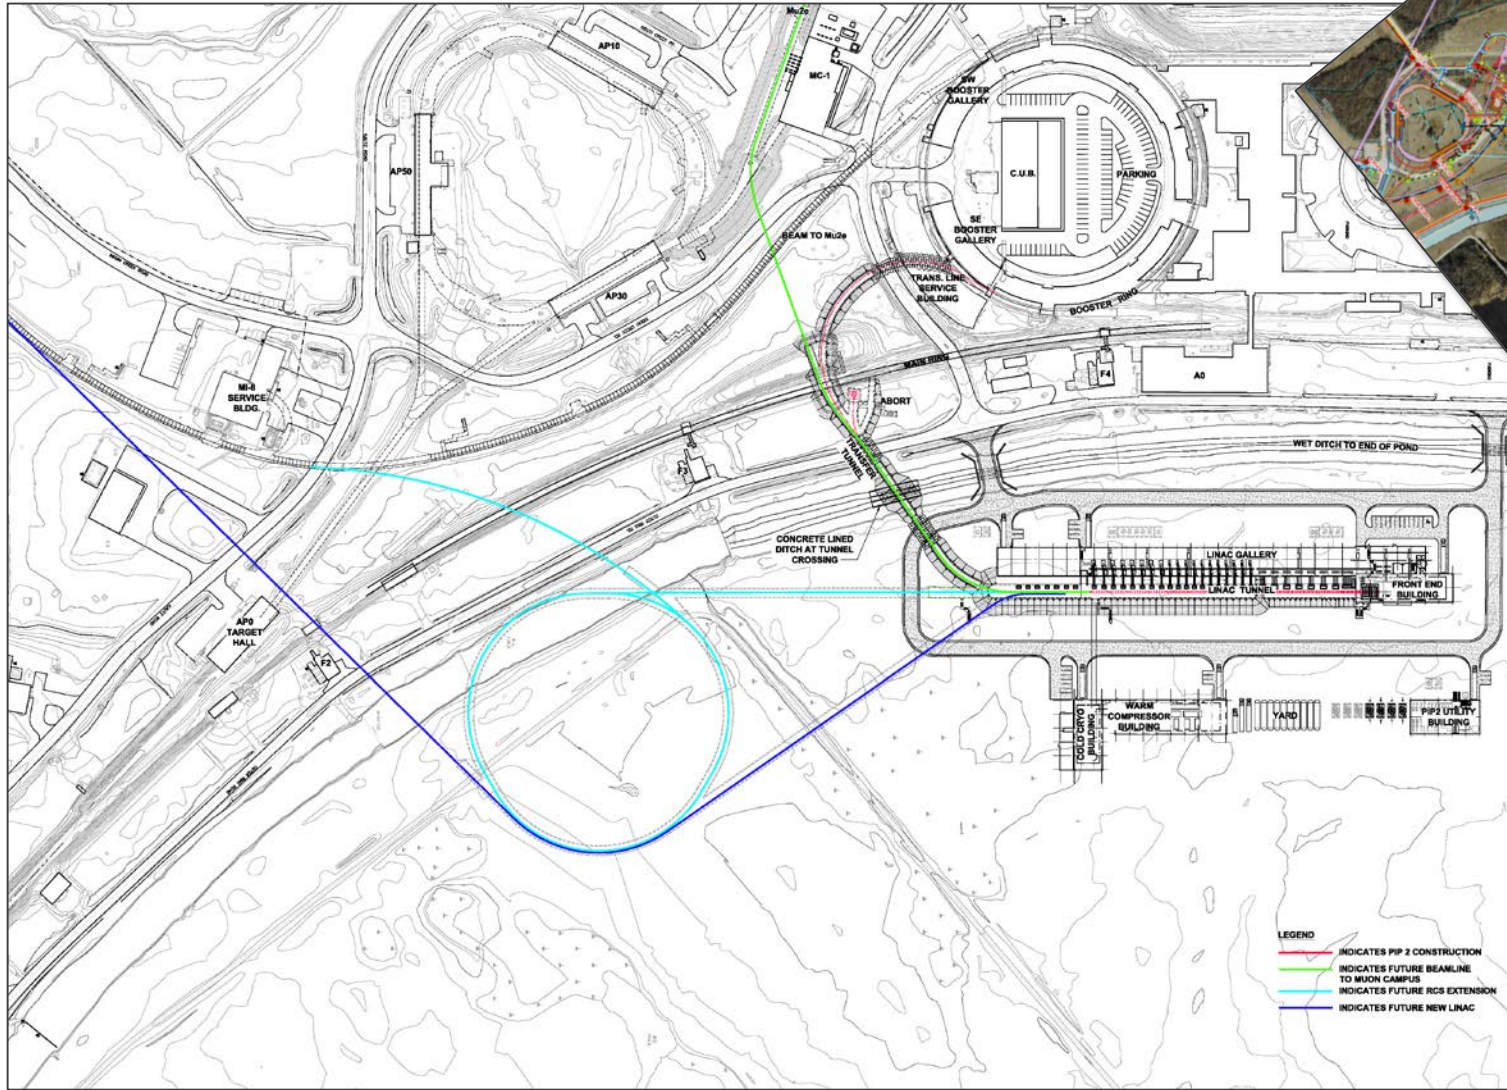 Mu2e
AP10
MC-1
SW
BOOSTER
GALLERY
AP50
C.U.B.
PARKING
SE
BOOSTER
GALLERY
BEAM TO Mu2e
TRANS. LINE
SERVICE
BUILDING
AP30
BOOSTER RING
MAIN RING
F4
A0
MI-8
SERVICE
BLDG.
ABORT
TRANSFER
TUNNEL
WET DITCH TO END OF POND
F3
CONCRETE LINED
DITCH AT TUNNEL
CROSSING
LINAC GALLERY
LINAC TUNNEL
FRONT END
BUILDING
AP0
TARGET
HALL
F2
COLD CRYO
BUILDING
WARM
COMPRESSOR
BUILDING
YARD
PIP2 UTILITY
BUILDING
LEGEND
INDICATES PIP 2 CONSTRUCTION
INDICATES FUTURE BEAMLINE
TO MUON CAMPUS
INDICATES FUTURE RCS EXTENSION
INDICATES FUTURE NEW LINAC